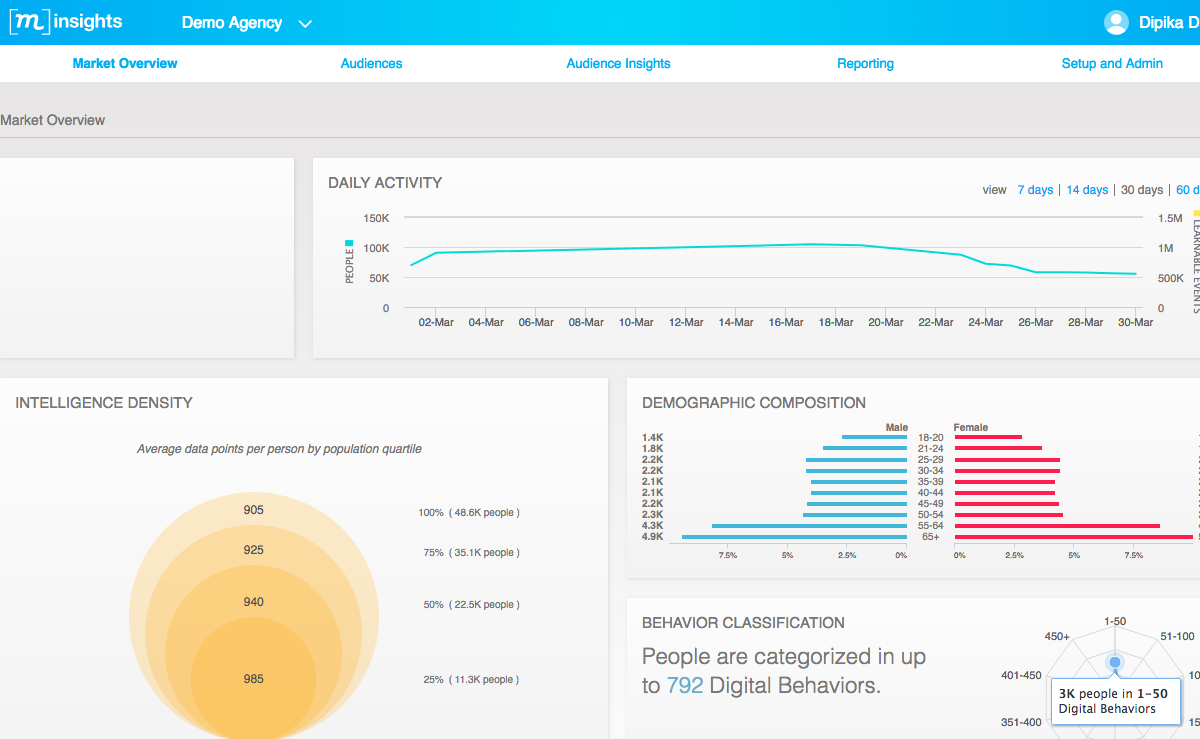 [m] insights
Demo Agency
Dipika D
Market Overview
Audiences
Audience Insights
Reporting
Setup and Admin
Market Overview
DAILY ACTIVITY
view 7 days | 14 days | 30 days | 60 d
150K
100K
50K
0
PEOPLE
1.5M
1M
500K
0
LEARNABLE EVENTS
02-Mar 04-Mar 06-Mar 08-Mar 10-Mar 12-Mar 14-Mar 16-Mar 18-Mar 20-Mar 22-Mar 24-Mar 26-Mar 28-Mar 30-Mar
INTELLIGENCE DENSITY
Average data points per person by population quartile
905
100% ( 48.6K people )
925
75% ( 35.1K people )
940
50% ( 22.5K people )
985
25% ( 11.3K people )
DEMOGRAPHIC COMPOSITION
Male Female
1.4K 18-20
1.8K 21-24
2.2K 25-29
2.2K 30-34
2.1K 35-39
2.1K 40-44
2.2K 45-49
2.3K 50-54
4.3K 55-64
4.9K 65+
7.5% 5% 2.5% 0% 0% 2.5% 5% 7.5%
BEHAVIOR CLASSIFICATION
People are categorized in up
to 792 Digital Behaviors.
1-50
450+
51-100
401-450
10
351-400
15
3K people in 1-50
Digital Behaviors